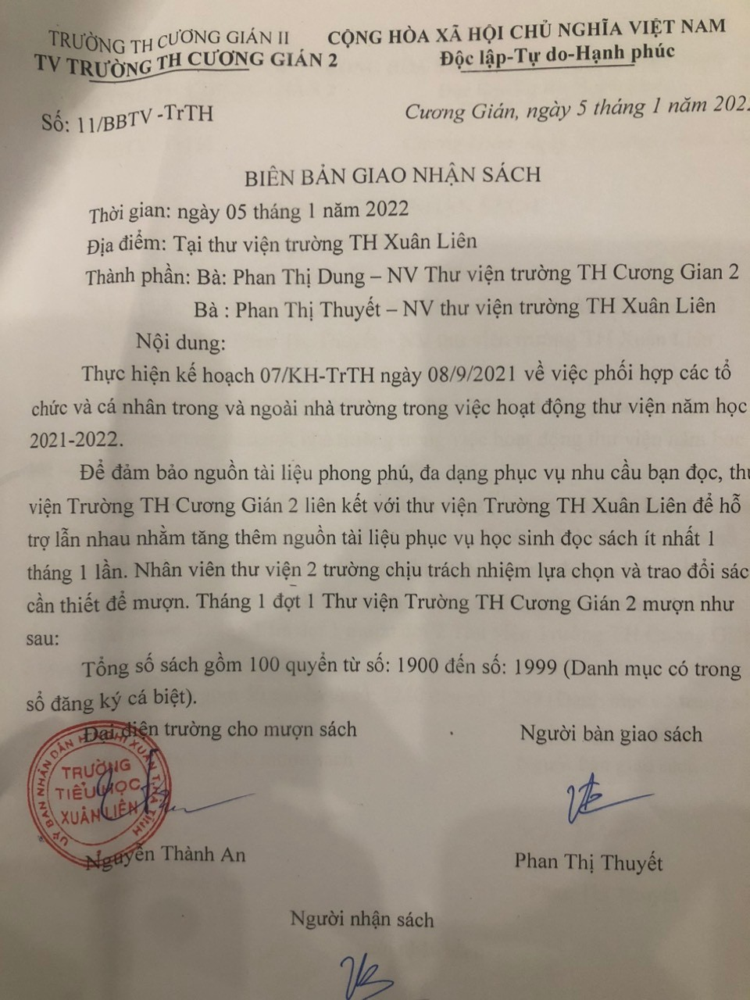 TRƯỜNG TH CƯƠNG GIÁN II CỘNG HÒA XÃ HỘI CHỦ NGHĨA VIỆT NAM
TV TRƯỜNG TH CƯƠNG GIÁN 2 Độc lập-Tự do-Hạnh phúc
Số: 11/BBTV -TrTH Cương Gián, ngày 5 tháng 1 năm 202
BIÊN BẢN GIAO NHẬN SÁCH
Thời gian: ngày 05 tháng 1 năm 2022
Địa điểm: Tại thư viện trường TH Xuân Liên
Thành phần: Bà: Phan Thị Dung – NV Thư viện trường TH Cương Gian 2
Bà : Phan Thị Thuyết – NV thư viện trường TH Xuân Liên
Nội dung:
Thực hiện kế hoạch 07/KH-TrTH ngày 08/9/2021 về việc phối hợp các tổ
chức và cá nhân trong và ngoài nhà trường trong việc hoạt động thư viện năm học
2021-2022.
Để đảm bảo nguồn tài liệu phong phú, đa dạng phục vụ nhu cầu bạn đọc, thư
viện Trường TH Cương Gián 2 liên kết với thư viện Trường TH Xuân Liên để hỗ
trợ lẫn nhau nhằm tăng thêm nguồn tài liệu phục vụ học sinh đọc sách ít nhất 1
tháng 1 lần. Nhân viên thư viện 2 trường chịu trách nhiệm lựa chọn và trao đổi sác
cần thiết để mượn. Tháng 1 đợt 1 Thư viện Trường TH Cương Gián 2 mượn như
sau:
Tổng số sách gồm 100 quyển từ số: 1900 đến số: 1999 (Danh mục có trong
sổ đăng ký cá biệt).
Đại diện trường cho mượn sách Người bàn giao sách
ỦY BAN NHÂN DÂN XUÂN T. HÀ TĨNH
TRƯỜNG
TIỂU HỌC
XUÂN LIÊN
Nguyễn Thành An Phan Thị Thuyết
Người nhận sách